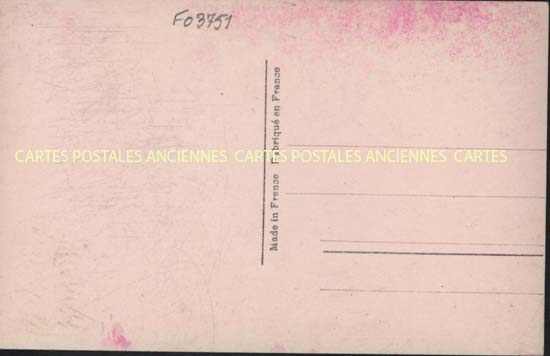 F03751
Made in France Fabriqué en France
CARTES POSTALES ANCIENNES CARTES POSTALES ANCIENNES CARTES